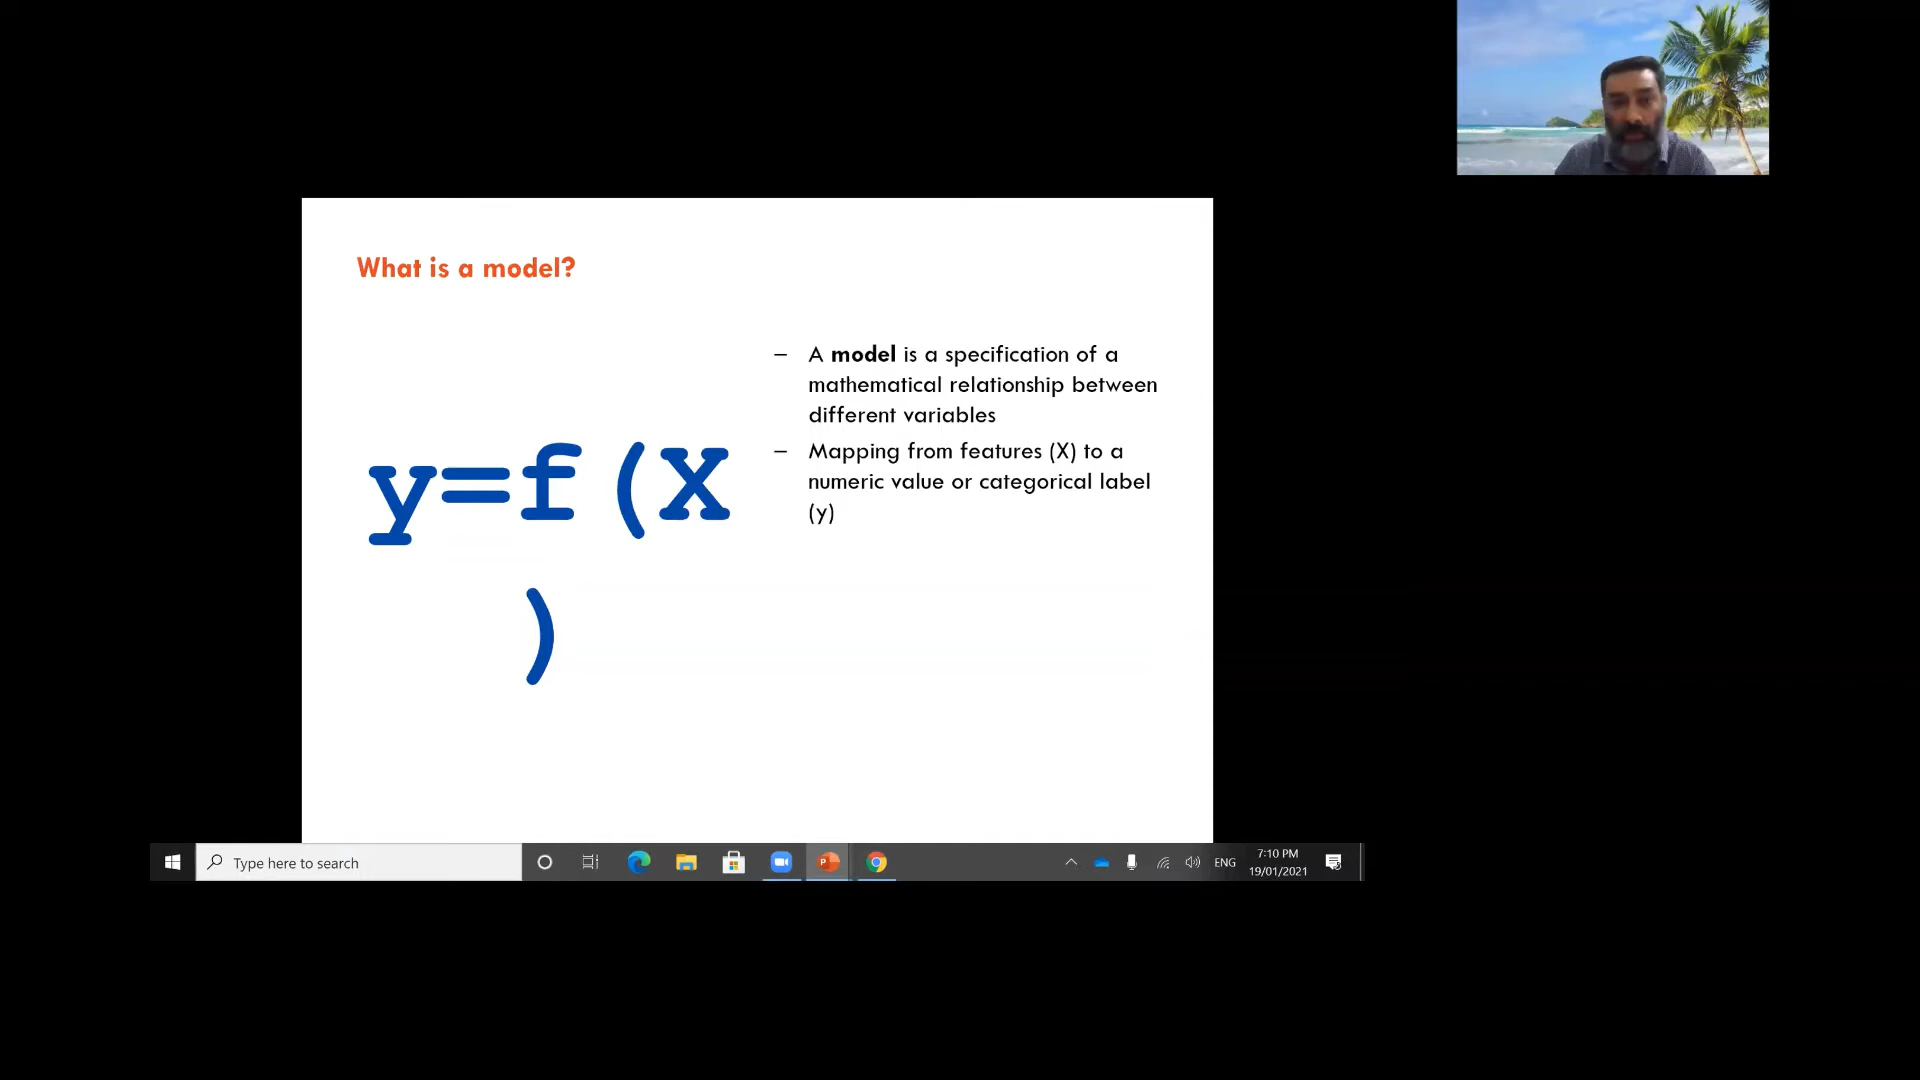 What is a model?
y=f(X
)
– A model is a specification of a
mathematical relationship between
different variables
– Mapping from features (X) to a
numeric value or categorical label
(y)
Type here to search
ENG
7:10 PM
19/01/2021